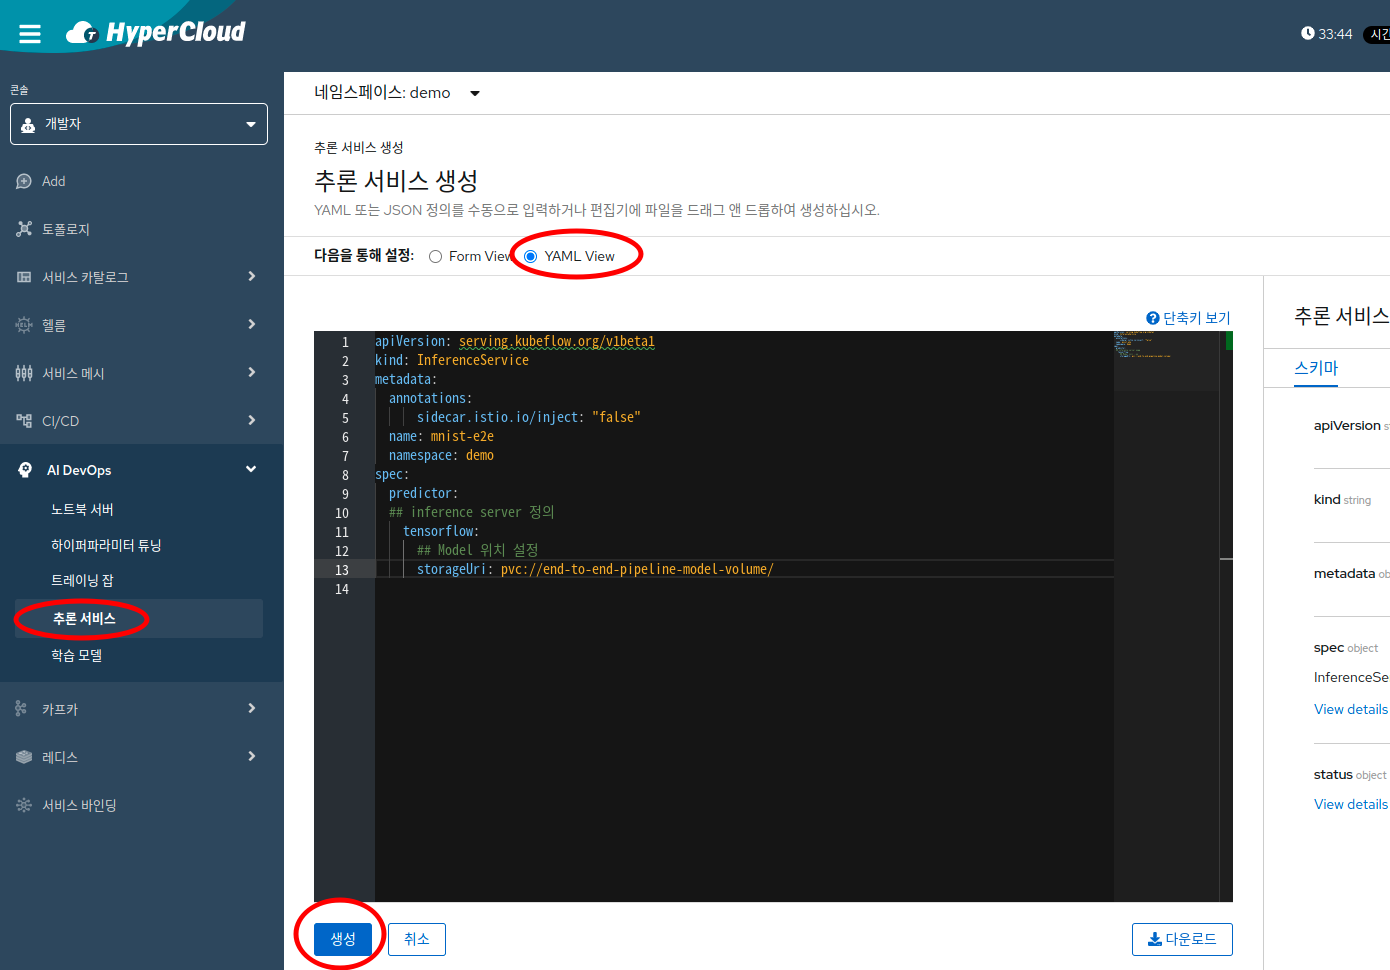 HyperCloud
33:44
시간
콘솔
개발자
Add
토폴로지
서비스 카탈로그
헬름
서비스 메시
CI/CD
AI DevOps
노트북 서버
하이퍼파라미터 튜닝
트레이닝 잡
추론 서비스
학습 모델
카프카
레디스
서비스 바인딩
네임스페이스: demo
추론 서비스 생성
추론 서비스 생성
YAML 또는 JSON 정의를 수동으로 입력하거나 편집기에 파일을 드래그 앤 드롭하여 생성하십시오.
다음을 통해 설정: Form View YAML View
단축키 보기
1 apiVersion: serving.kubeflow.org/v1beta1
2 kind: InferenceService
3 metadata:
4 annotations:
5 sidecar.istio.io/inject: "false"
6 name: mnist-e2e
7 namespace: demo
8 spec:
9 predictor:
10 ## inference server 정의
11 tensorflow:
12 ## Model 위치 설정
13 storageUri: pvc://end-to-end-pipeline-model-volume/
14
생성 취소 다운로드
추론 서비스
스키마
apiVersion st
kind string
metadata ob
spec object
InferenceSe
View details
status object
View details